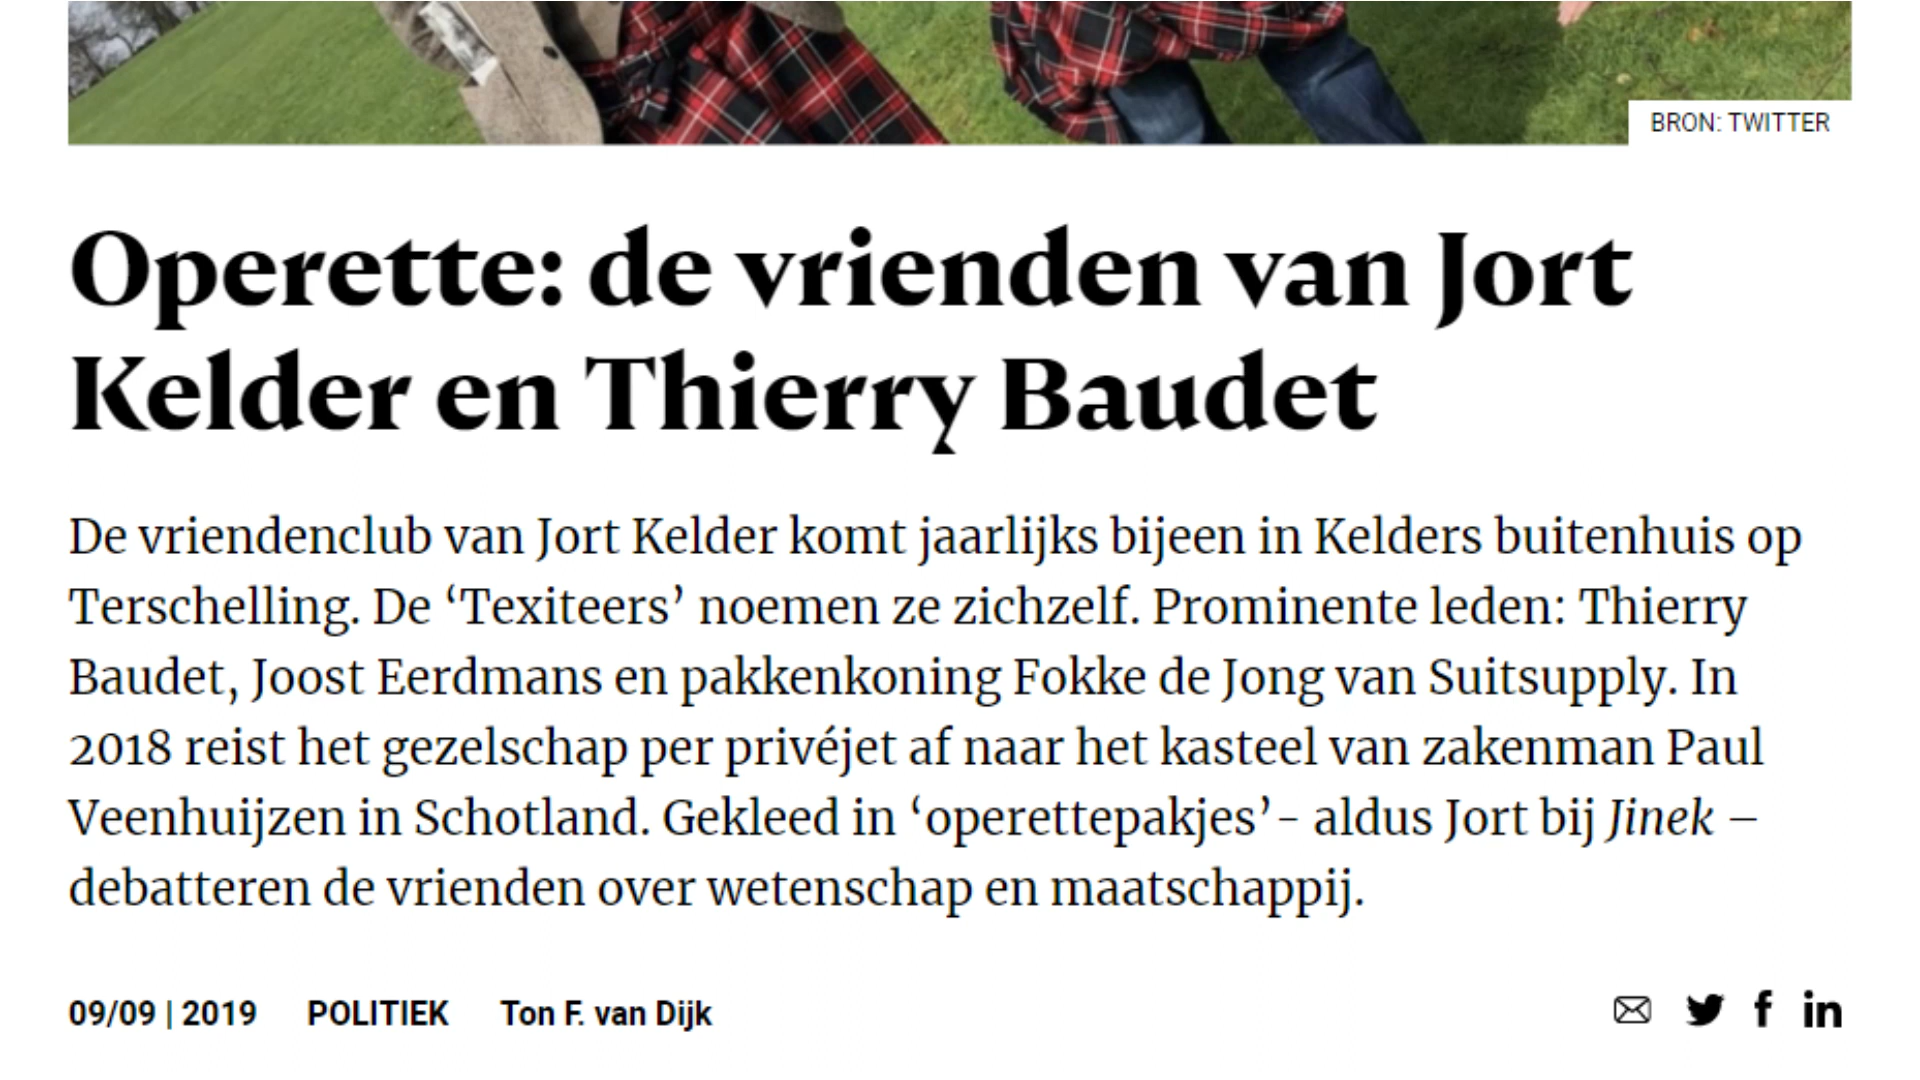 BRON: TWITTER
Operette: de vrienden van Jort
Kelder en Thierry Baudet
De vriendenclub van Jort Kelder komt jaarlijks bijeen in Kelders buitenhuis op
Terschelling. De ‘Texiteers’ noemen ze zichzelf. Prominente leden: Thierry
Baudet, Joost Eerdmans en pakkenkoning Fokke de Jong van Suitsupply. In
2018 reist het gezelschap per privéjet af naar het kasteel van zakenman Paul
Veenhuijzen in Schotland. Gekleed in ‘operettepakjes’- aldus Jort bij Jinek –
debatteren de vrienden over wetenschap en maatschappij.
09/09 | 2019 POLITIEK Ton F. van Dijk